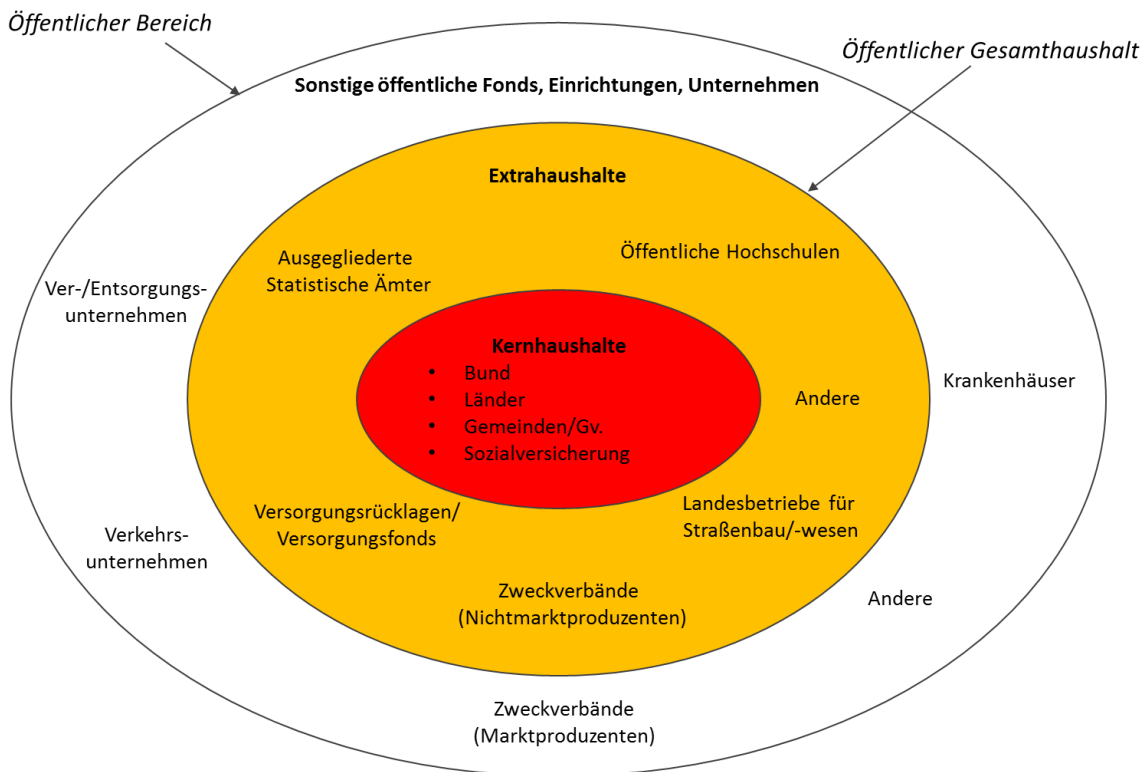 Öffentlicher Bereich
Öffentlicher Gesamthaushalt
Sonstige öffentliche Fonds, Einrichtungen, Unternehmen
Extrahaushalte
Ausgegliederte
Statistische Ämter
Öffentliche Hochschulen
Ver-/Entsorgungs-
unternehmen
Kernhaushalte
• Bund
• Länder
• Gemeinden/Gv.
• Sozialversicherung
Andere
Krankenhäuser
Versorgungsrücklagen/
Versorgungsfonds
Landesbetriebe für
Straßenbau/-wesen
Verkehrs-
unternehmen
Zweckverbände
(Nichtmarktproduzenten)
Andere
Zweckverbände
(Marktproduzenten)